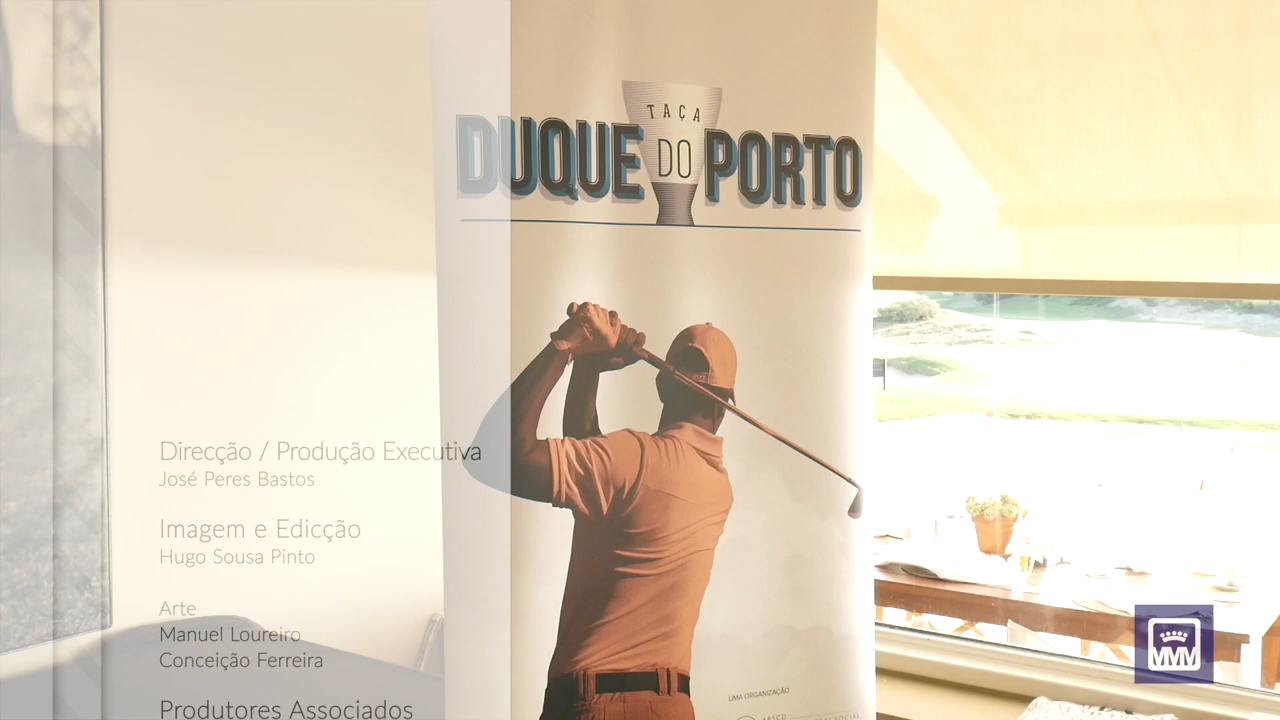 TAÇA
DUQUE DO PORTO
Direcção / Produção Executiva
José Peres Bastos
Imagem e Edicção
Hugo Sousa Pinto
Arte
Manuel Loureiro
Conceição Ferreira
Produtores Associados
UMA ORGANIZAÇÃO
MMM